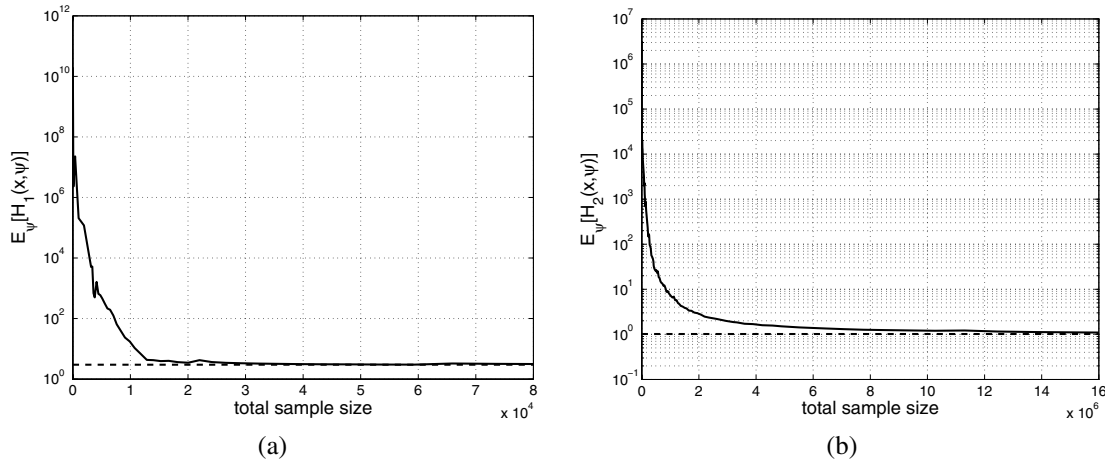 10^12
10^10
10^8
10^6
10^4
10^2
10^0
E_ψ[H_1(x,ψ)]
0 1 2 3 4 5 6 7 8
total sample size
x 10^4
(a)
10^7
10^6
10^5
10^4
10^3
10^2
10^1
10^0
10^-1
E_ψ[H_2(x,ψ)]
0 2 4 6 8 10 12 14 16
total sample size
x 10^6
(b)